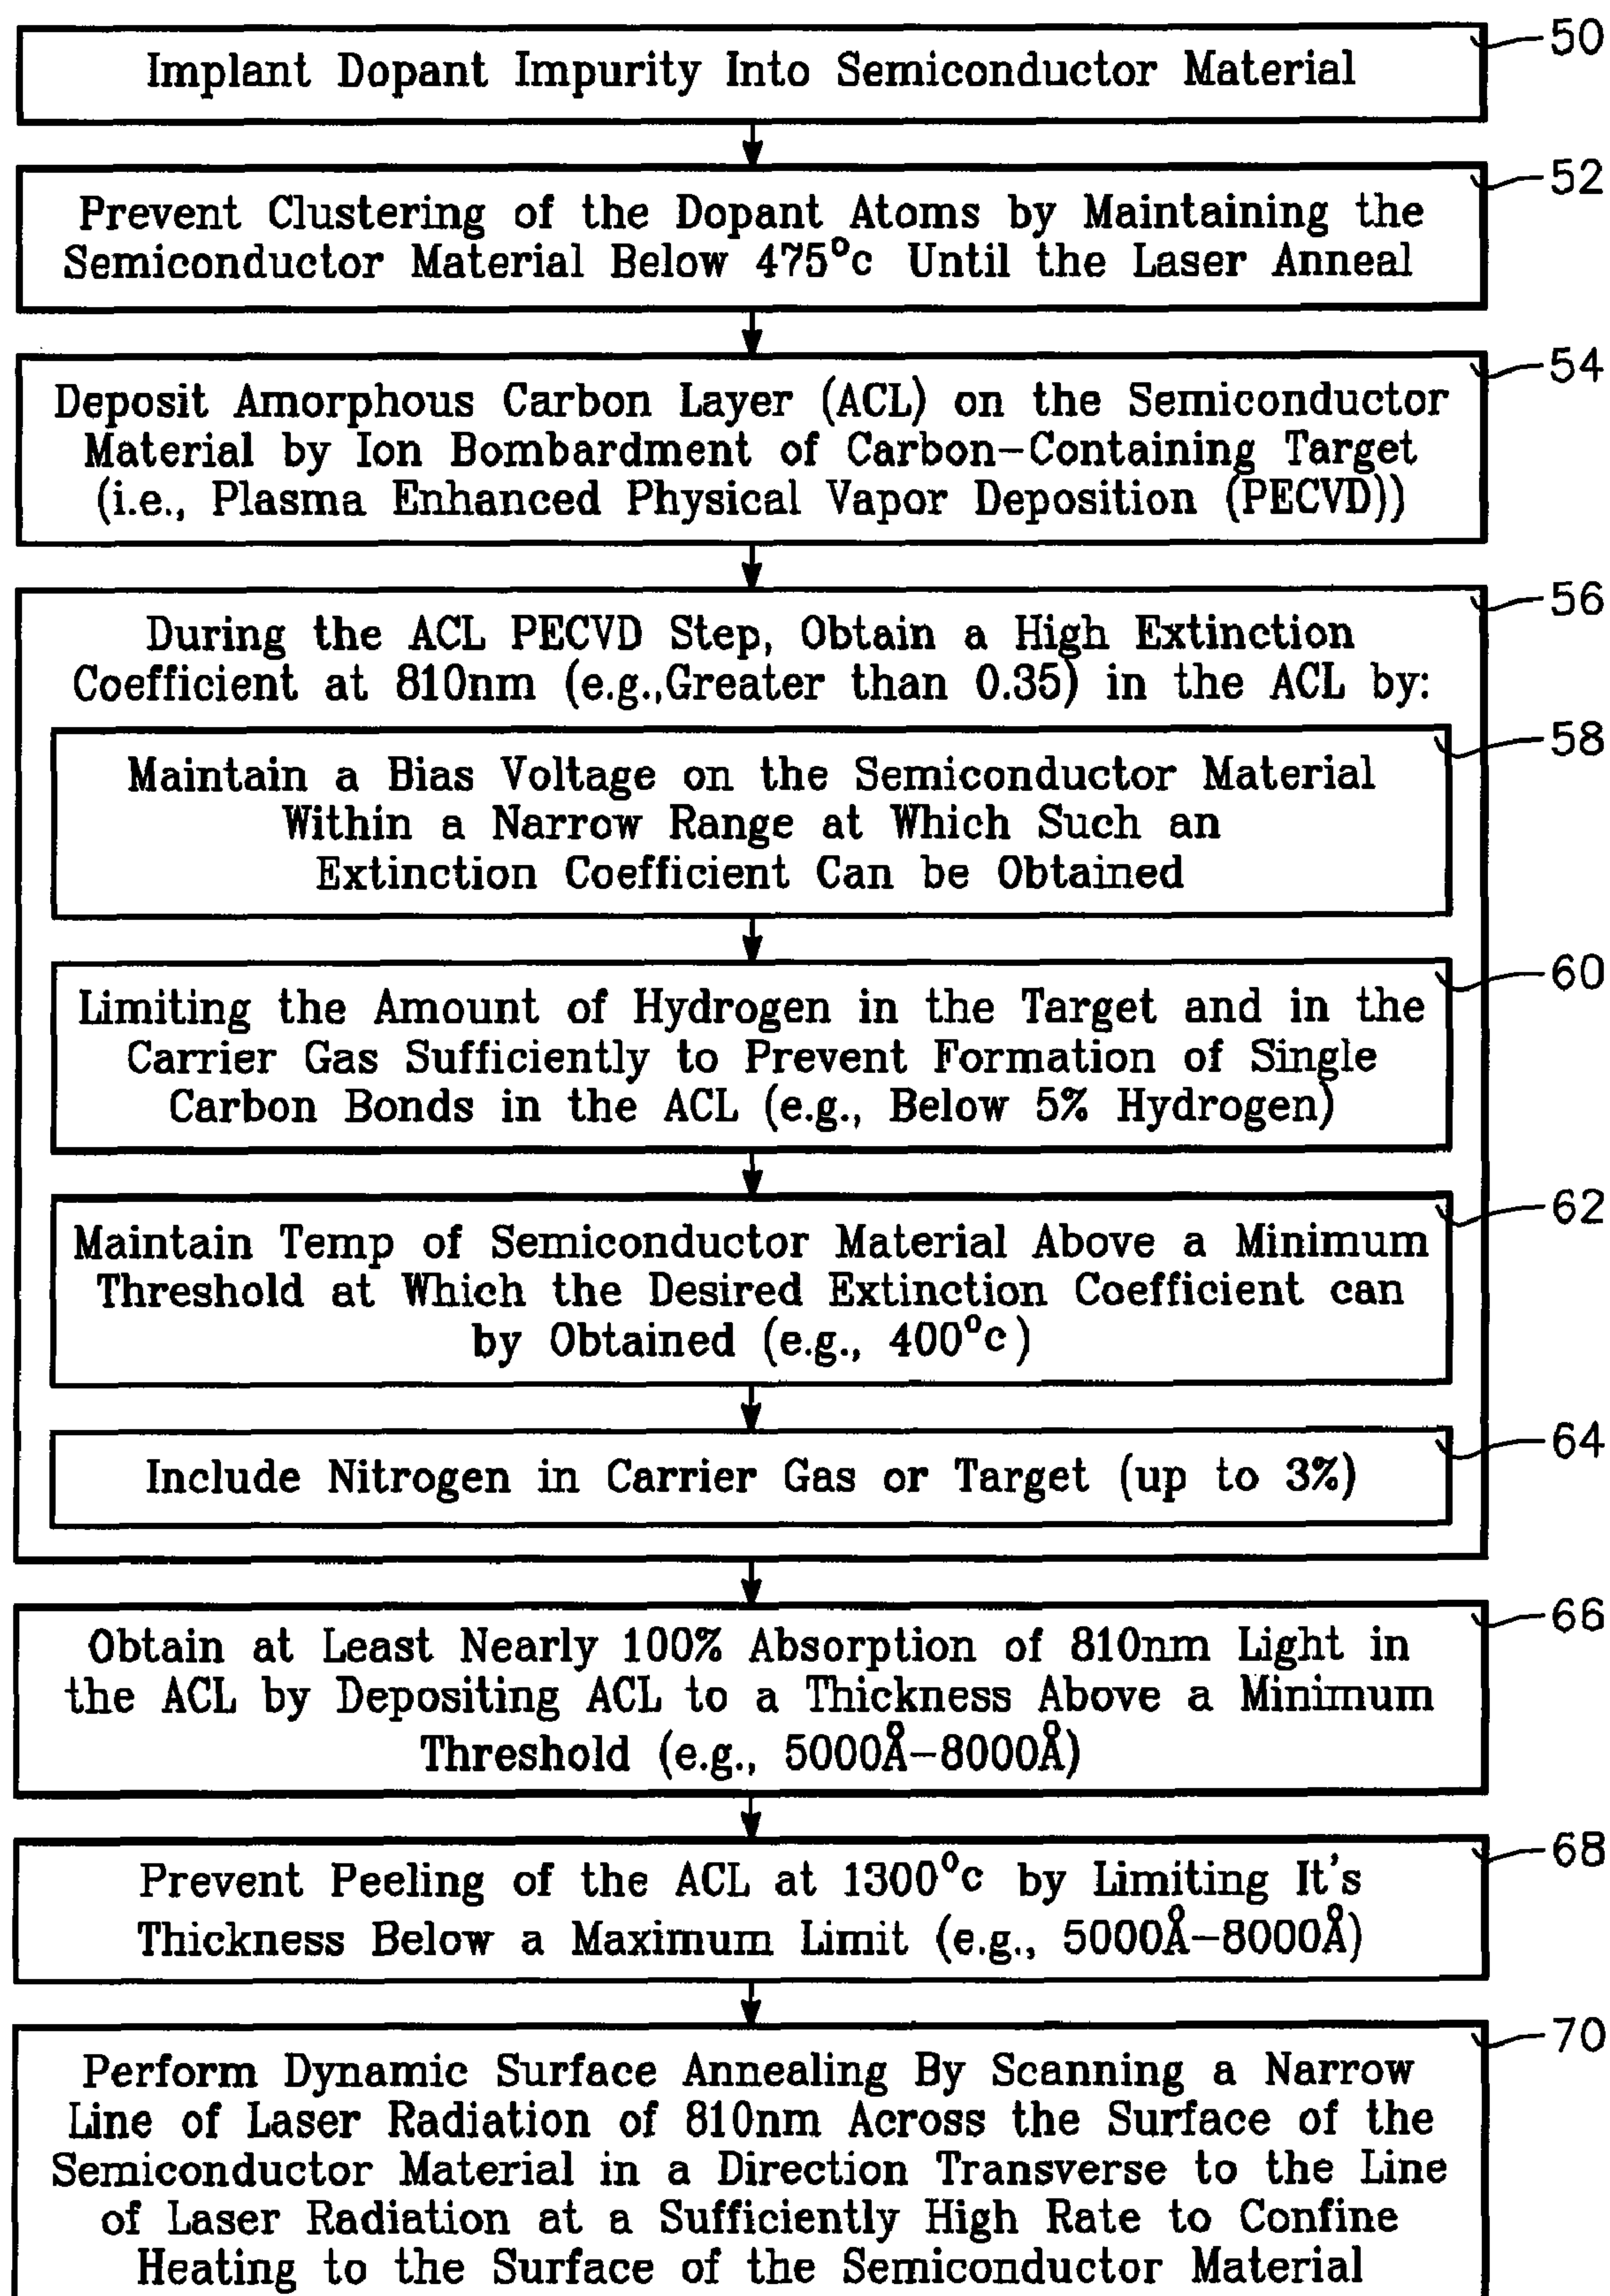 50
Implant Dopant Impurity Into Semiconductor Material
52
Prevent Clustering of the Dopant Atoms by Maintaining the
Semiconductor Material Below 475°c Until the Laser Anneal
54
Deposit Amorphous Carbon Layer (ACL) on the Semiconductor
Material by Ion Bombardment of Carbon-Containing Target
(i.e., Plasma Enhanced Physical Vapor Deposition (PECVD))
56
During the ACL PECVD Step, Obtain a High Extinction
Coefficient at 810nm (e.g.,Greater than 0.35) in the ACL by:
58
Maintain a Bias Voltage on the Semiconductor Material
Within a Narrow Range at Which Such an
Extinction Coefficient Can be Obtained
60
Limiting the Amount of Hydrogen in the Target and in the
Carrier Gas Sufficiently to Prevent Formation of Single
Carbon Bonds in the ACL (e.g., Below 5% Hydrogen)
62
Maintain Temp of Semiconductor Material Above a Minimum
Threshold at Which the Desired Extinction Coefficient can
by Obtained (e.g., 400°c)
64
Include Nitrogen in Carrier Gas or Target (up to 3%)
66
Obtain at Least Nearly 100% Absorption of 810nm Light in
the ACL by Depositing ACL to a Thickness Above a Minimum
Threshold (e.g., 5000Å-8000Å)
68
Prevent Peeling of the ACL at 1300°c by Limiting It's
Thickness Below a Maximum Limit (e.g., 5000Å-8000Å)
70
Perform Dynamic Surface Annealing By Scanning a Narrow
Line of Laser Radiation of 810nm Across the Surface of the
Semiconductor Material in a Direction Transverse to the Line
of Laser Radiation at a Sufficiently High Rate to Confine
Heating to the Surface of the Semiconductor Material